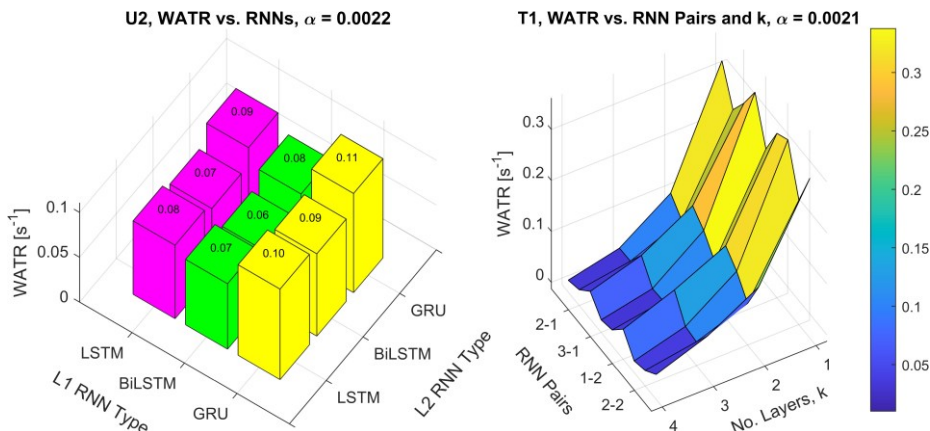 U2, WATR vs. RNNs, α = 0.0022
0.09
0.07
0.08
0.11
0.08
0.06
0.09
0.07
0.10
WATR [s⁻¹]
0.1
0.05
0
LSTM
BiLSTM
GRU
L1 RNN Type
LSTM
BiLSTM
GRU
L2 RNN Type
T1, WATR vs. RNN Pairs and k, α = 0.0021
WATR [s⁻¹]
0.3
0.2
0.1
0
2-1
3-1
1-2
2-2
RNN Pairs
4
3
2
1
No. Layers, k
0.3
0.25
0.2
0.15
0.1
0.05